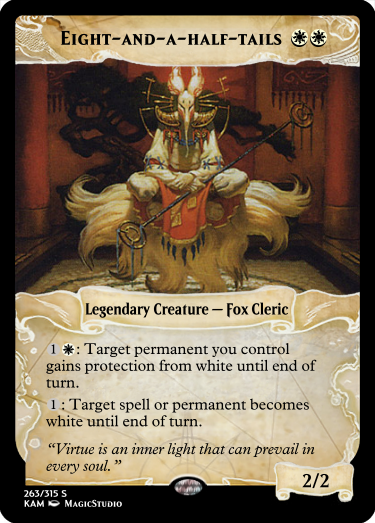 Eight-and-a-half-tails
Legendary Creature — Fox Cleric
1 : Target permanent you control
gains protection from white until end of
turn.
1 : Target spell or permanent becomes
white until end of turn.
“Virtue is an inner light that can prevail in
every soul.”
2/2
263/315 S
KAM MagicStudio